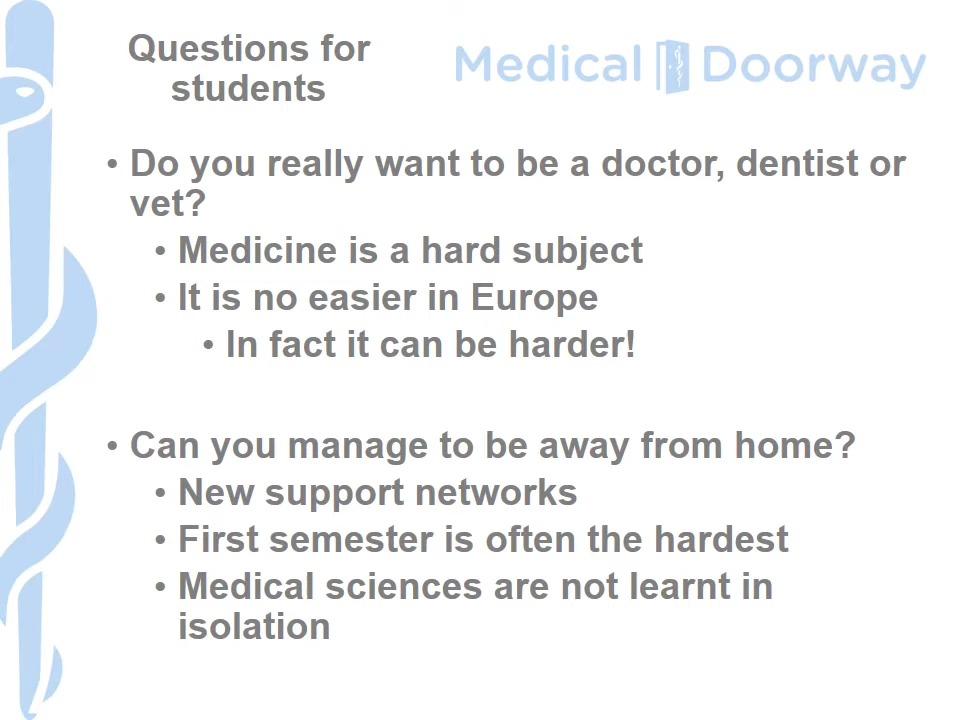 Questions for
students
Medical Doorway
• Do you really want to be a doctor, dentist or
vet?
• Medicine is a hard subject
• It is no easier in Europe
• In fact it can be harder!
• Can you manage to be away from home?
• New support networks
• First semester is often the hardest
• Medical sciences are not learnt in
isolation